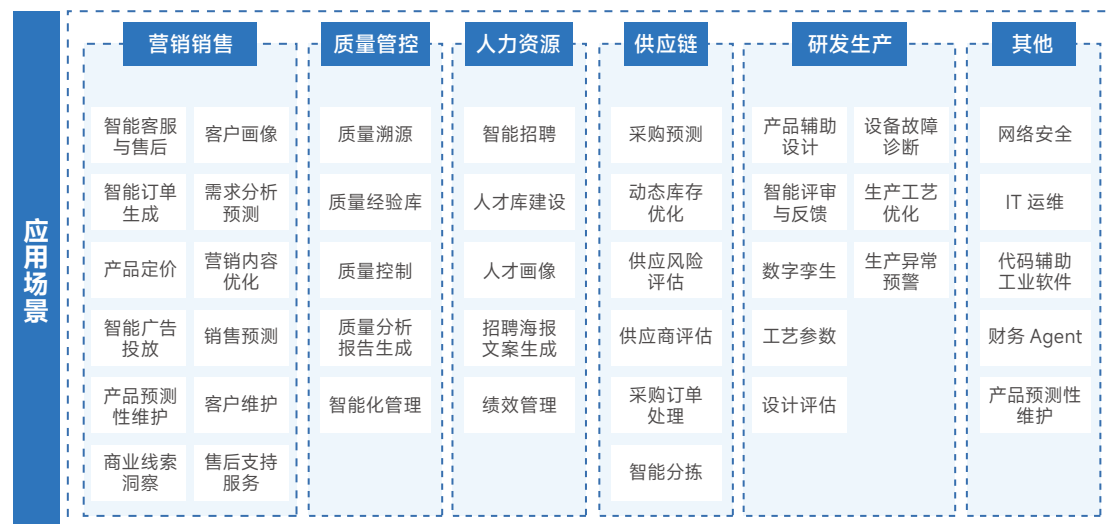 应用场景
营销销售
智能客服
与售后
客户画像
智能订单
生成
需求分析
预测
产品定价
营销内容
优化
智能广告
投放
销售预测
产品预测
性维护
客户维护
商业线索
洞察
售后支持
服务
质量管控
质量溯源
质量经验库
质量控制
质量分析
报告生成
智能化管理
人力资源
智能招聘
人才库建设
人才画像
招聘海报
文案生成
绩效管理
供应链
采购预测
动态库存
优化
供应风险
评估
供应商评估
采购订单
处理
智能分拣
研发生产
产品辅助
设计
设备故障
诊断
智能评审
与反馈
生产工艺
优化
数字孪生
生产异常
预警
工艺参数
设计评估
其他
网络安全
IT 运维
代码辅助
工业软件
财务 Agent
产品预测性
维护